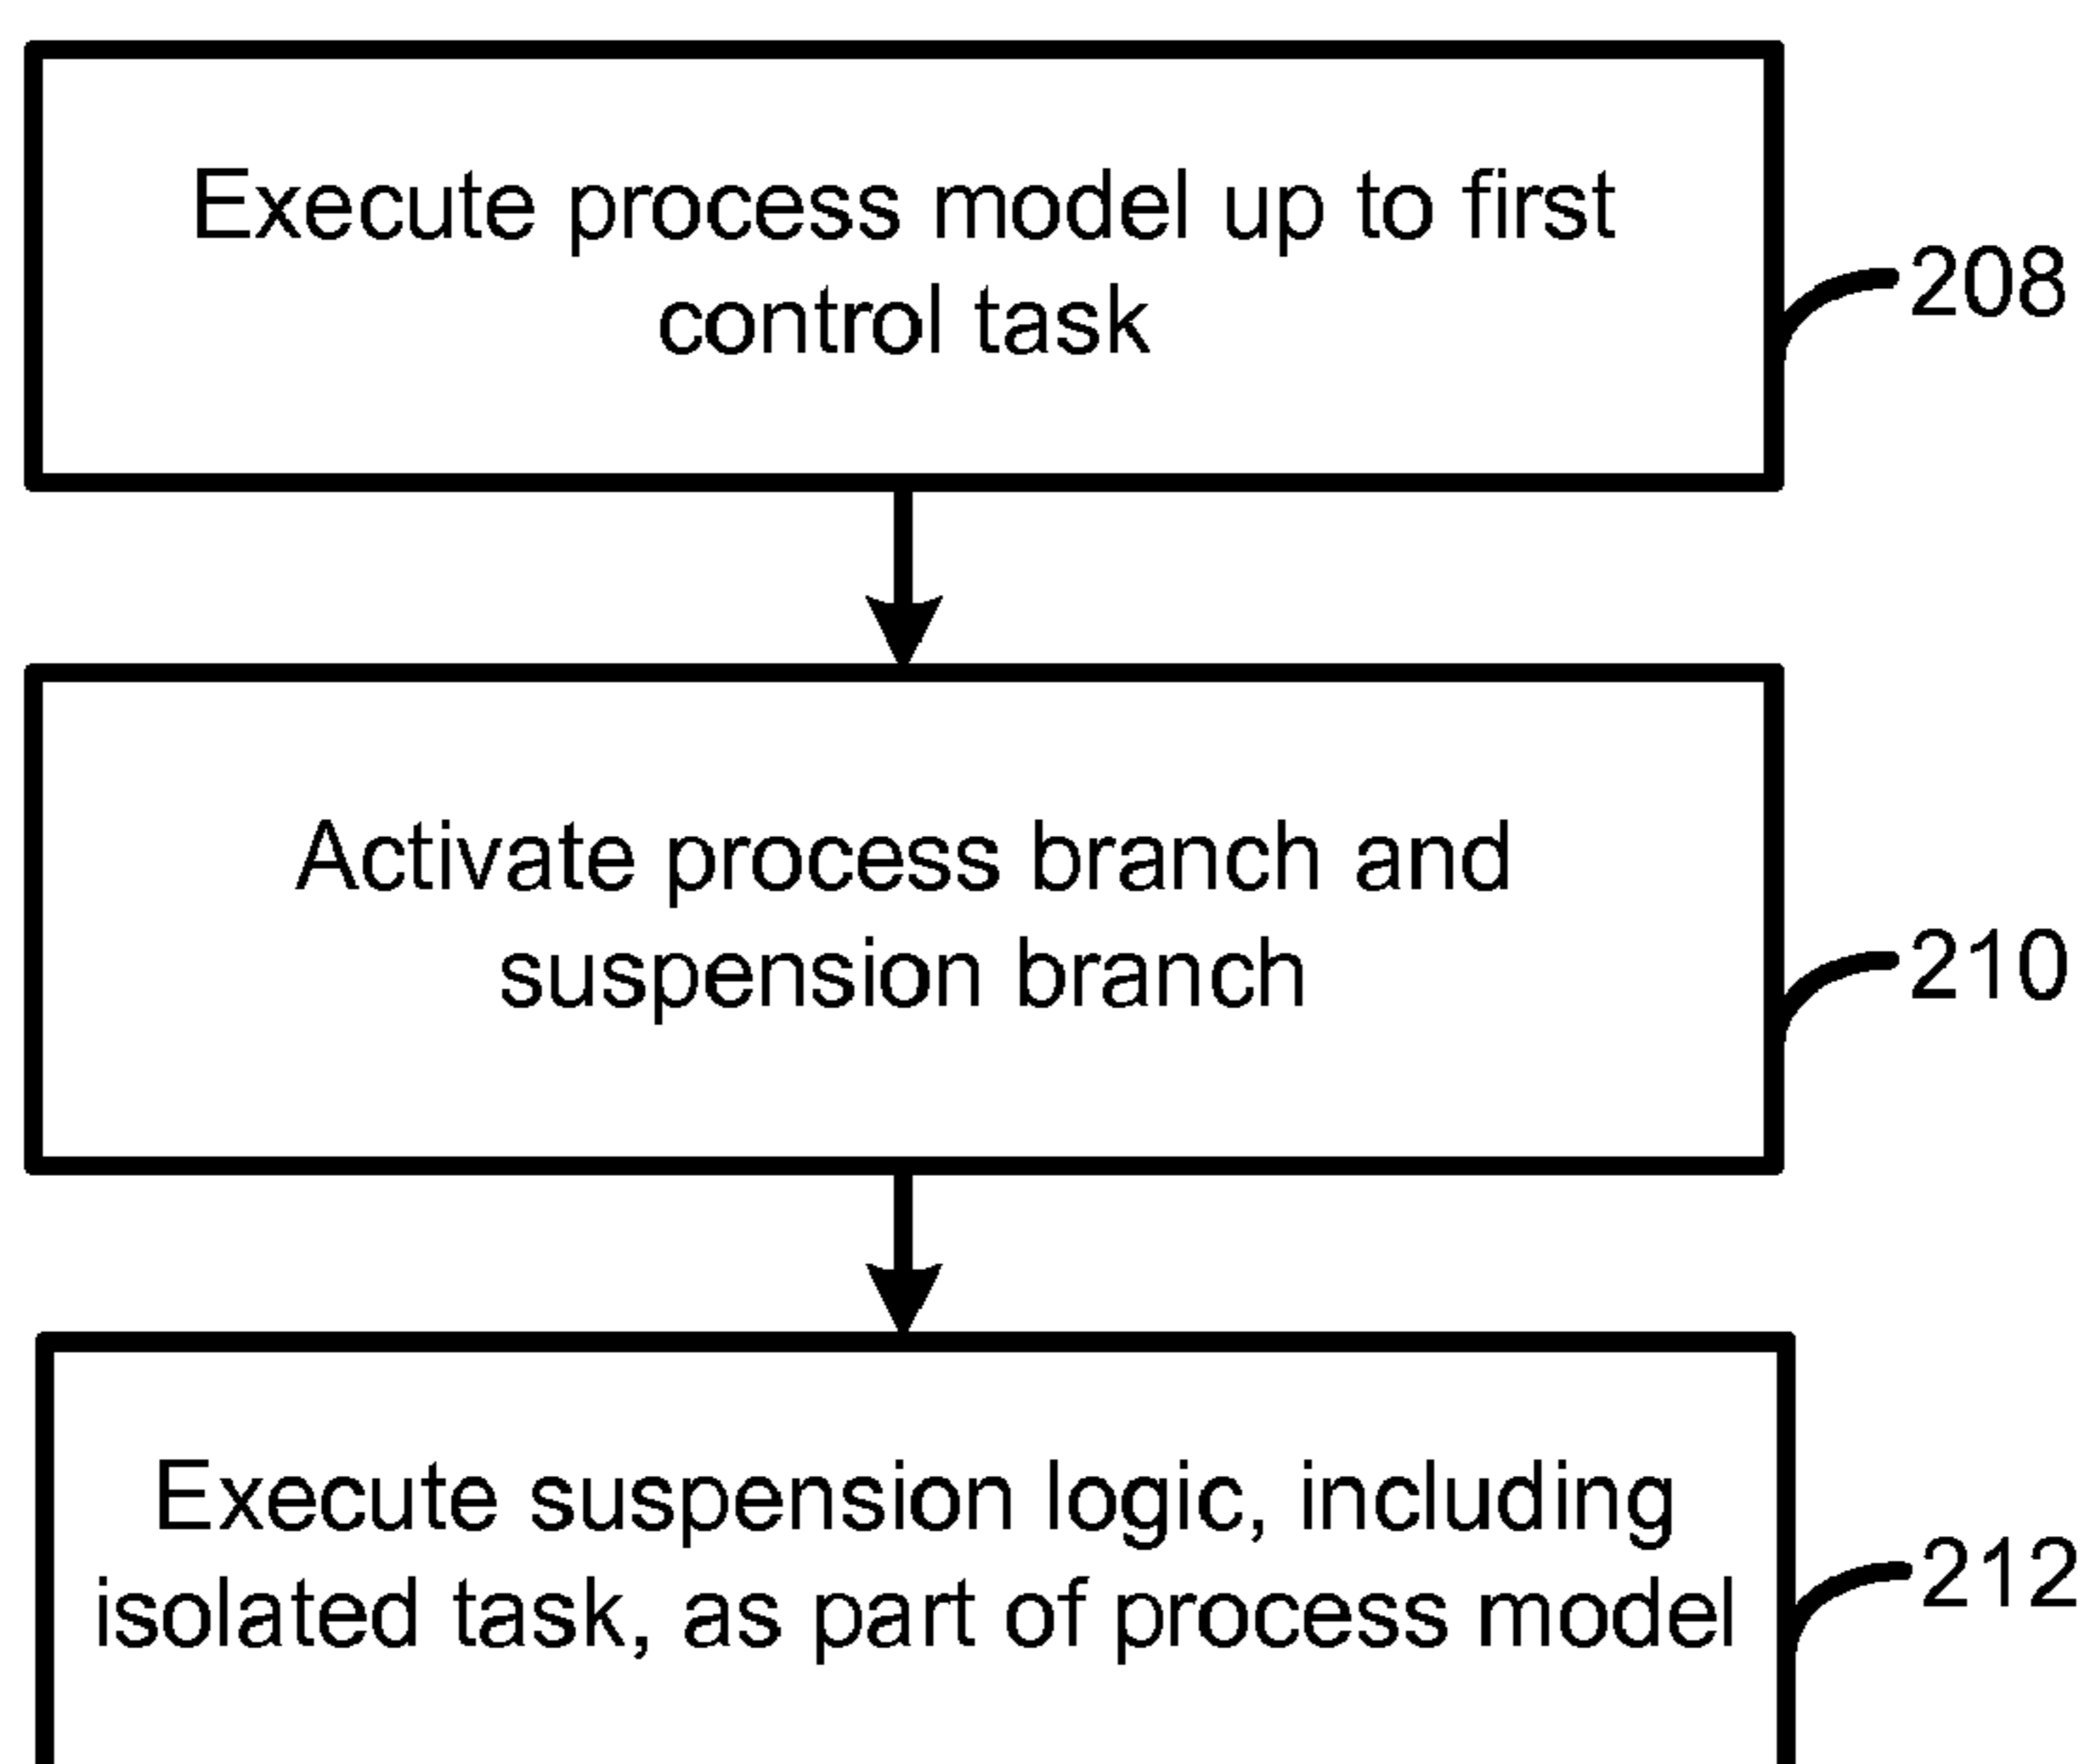 Execute process model up to first
control task
208
Activate process branch and
suspension branch
210
Execute suspension logic, including
isolated task, as part of process model
212